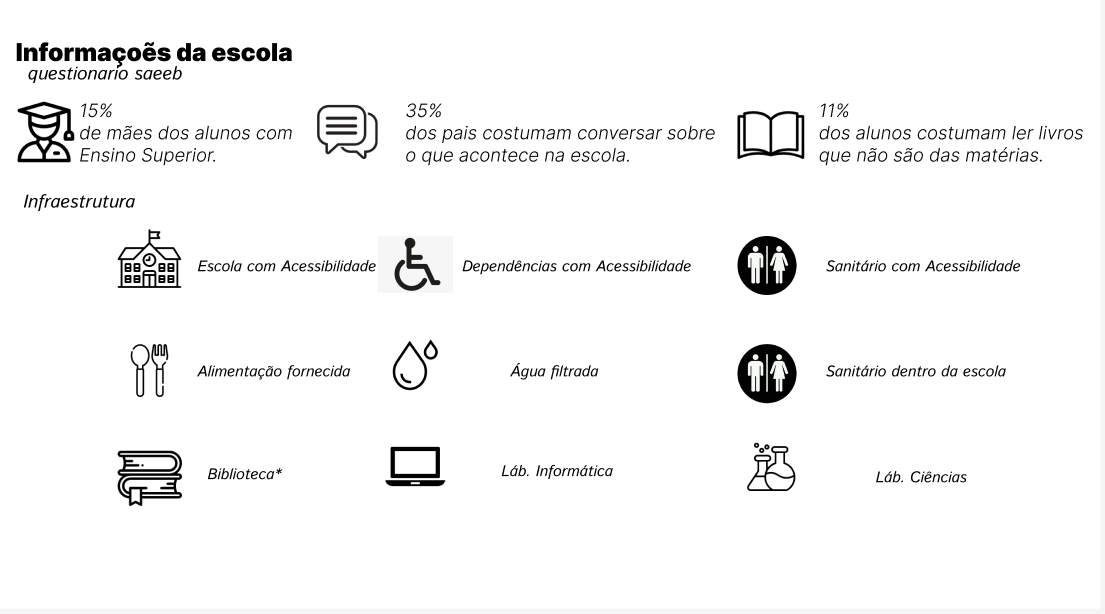 Informaçoẽs da escola
questionario saeeb
15%
de mães dos alunos com
Ensino Superior.
35%
dos pais costumam conversar sobre
o que acontece na escola.
11%
dos alunos costumam ler livros
que não são das matérias.
Infraestrutura
Escola com Acessibilidade
Dependências com Acessibilidade
Sanitário com Acessibilidade
Alimentação fornecida
Água filtrada
Sanitário dentro da escola
Biblioteca*
Láb. Informática
Láb. Ciências